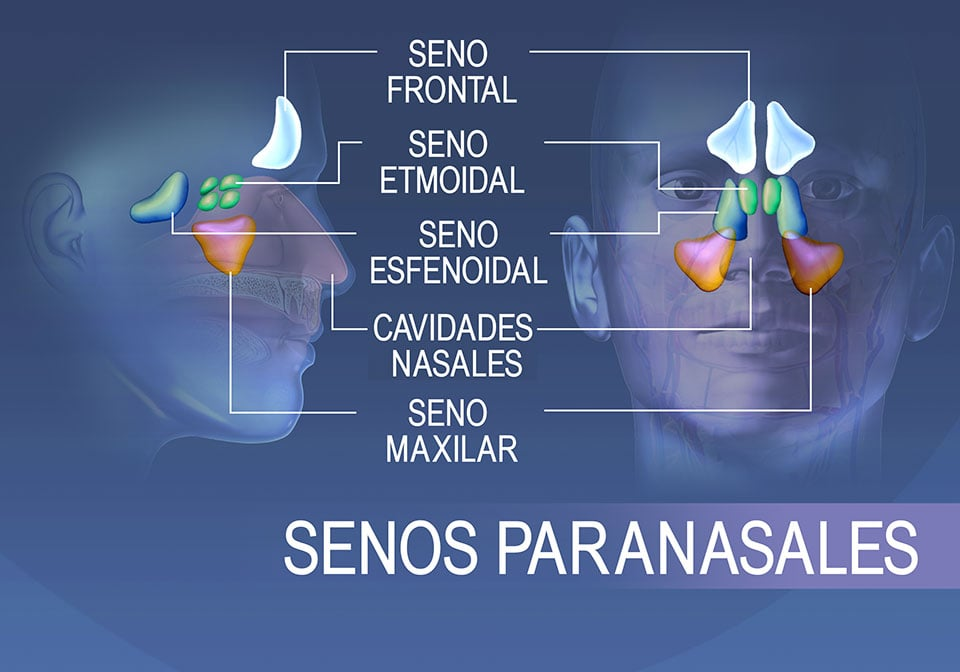 SENO
FRONTAL
SENO
ETMOIDAL
SENO
ESFENOIDAL
CAVIDADES
NASALES
SENO
MAXILAR
SENOS PARANASALES